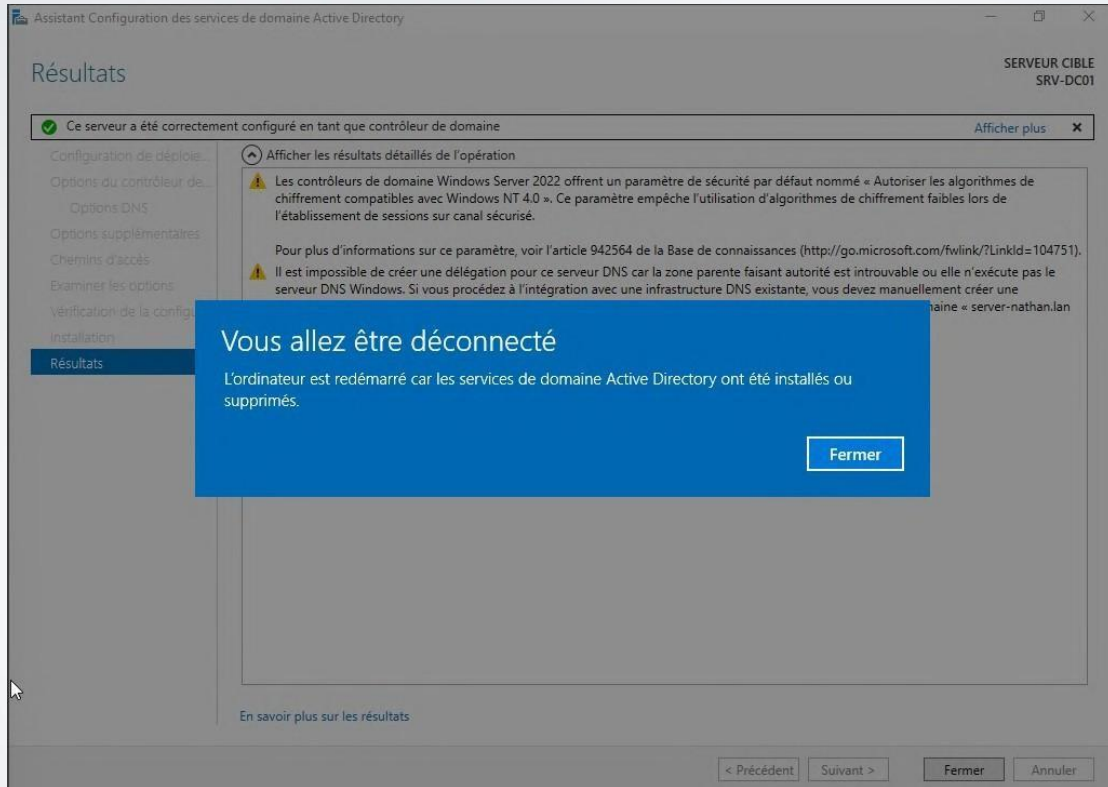 Assistant Configuration des services de domaine Active Directory
Résultats
SERVEUR CIBLE
SRV-DC01
Ce serveur a été correctement configuré en tant que contrôleur de domaine
Afficher plus
Configuration de déploie...
Afficher les résultats détaillés de l'opération
Options du contrôleur de...
Les contrôleurs de domaine Windows Server 2022 offrent un paramètre de sécurité par défaut nommé « Autoriser les algorithmes de
chiffrement compatibles avec Windows NT 4.0 ». Ce paramètre empêche l'utilisation d'algorithmes de chiffrement faibles lors de
l'établissement de sessions sur canal sécurisé.
Options DNS
Options supplémentaires
Pour plus d'informations sur ce paramètre, voir l'article 942564 de la Base de connaissances (http://go.microsoft.com/fwlink/?LinkId=104751).
Chemins d'accès
Il est impossible de créer une délégation pour ce serveur DNS car la zone parente faisant autorité est introuvable ou elle n'exécute pas le
serveur DNS Windows. Si vous procédez à l'intégration avec une infrastructure DNS existante, vous devez manuellement créer une
Examiner les options
Vérification de la configu
« server-nathan.lan
Installation
Résultats
Vous allez être déconnecté
L'ordinateur est redémarré car les services de domaine Active Directory ont été installés ou
supprimés.
Fermer
En savoir plus sur les résultats
< Précédent
Suivant >
Fermer
Annuler